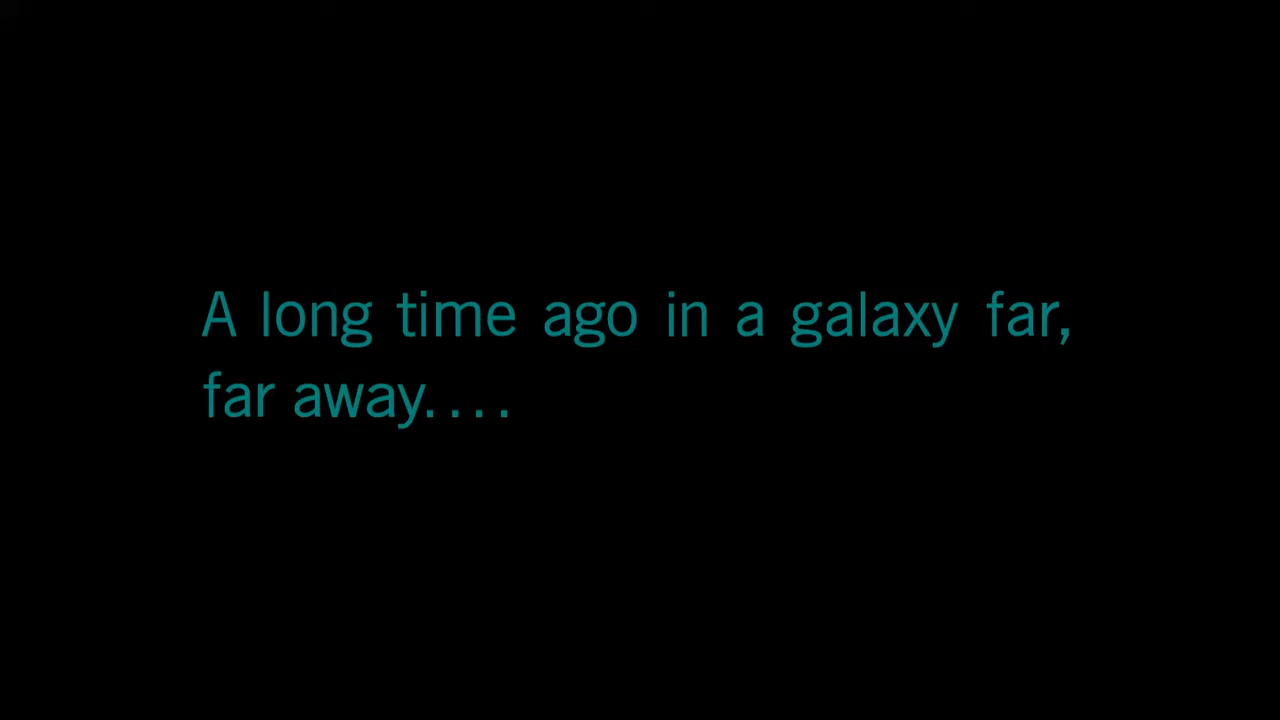 A long time ago in a galaxy far,
far away. . . .